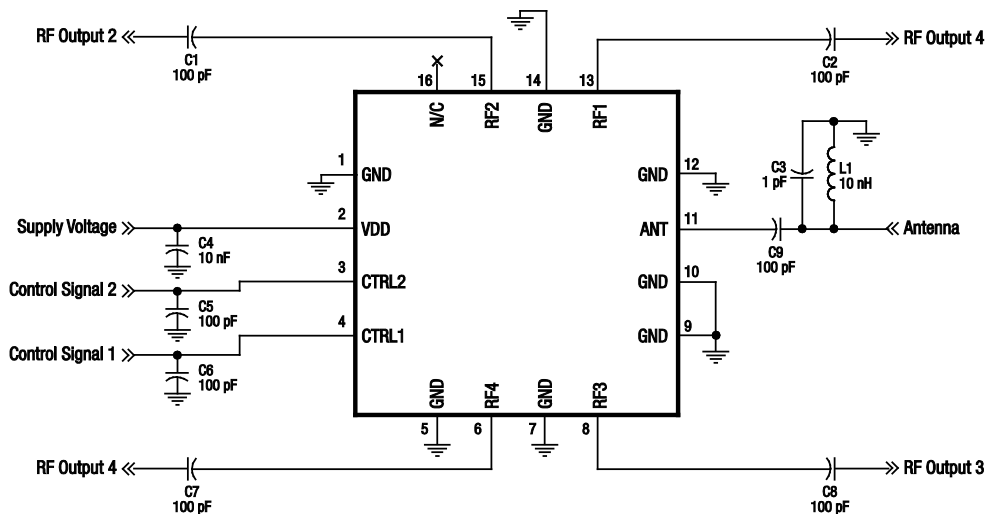 RF Output 2
C1
100 pF
RF Output 4
C2
100 pF
16
15
14
13
N/C
RF2
GND
RF1
1
GND
12
GND
C3
1 pF
L1
10 nH
Supply Voltage
2
VDD
11
ANT
Antenna
C4
10 nF
C9
100 pF
Control Signal 2
3
CTRL2
10
GND
C5
100 pF
Control Signal 1
4
CTRL1
9
GND
C6
100 pF
GND
RF4
GND
RF3
5
6
7
8
RF Output 4
C7
100 pF
RF Output 3
C8
100 pF